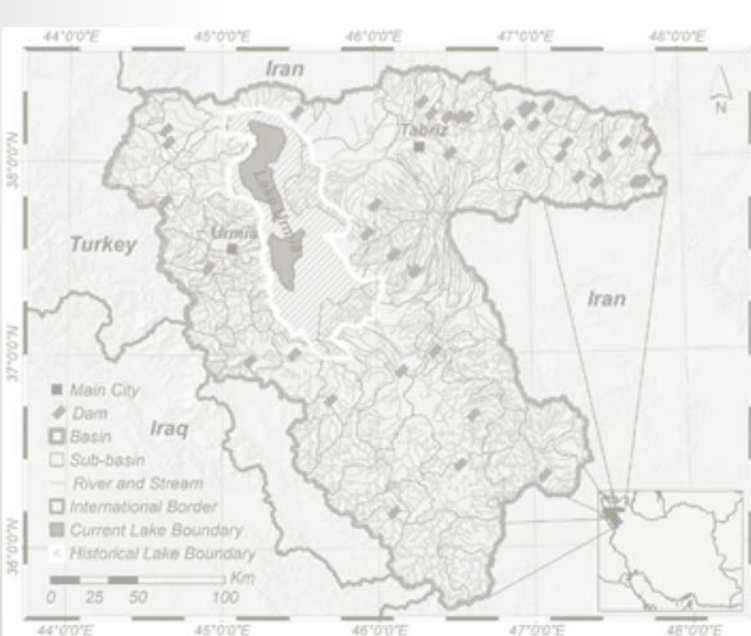 44°0'0"E 45°0'0"E 46°0'0"E 47°0'0"E 48°0'0"E
Iran
N
38°0'0"N
Tabriz
Lake Urmia
Urmia
Turkey
Iran
37°0'0"N
Main City
Dam
Iraq
Basin
Sub-basin
River and Stream
International Border
Current Lake Boundary
Historical Lake Boundary
36°0'0"N
Km
0 25 50 100
44°0'0"E 45°0'0"E 46°0'0"E 47°0'0"E 48°0'0"E